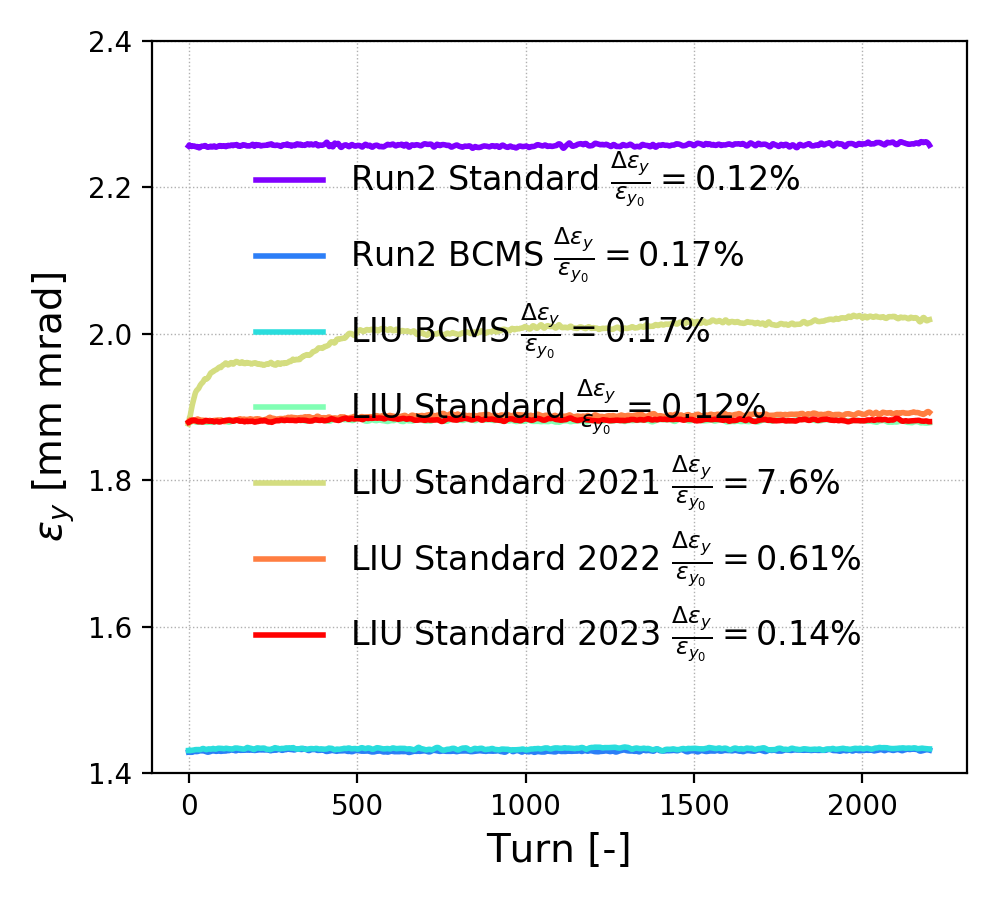 2.4
2.2
2.0
1.8
1.6
1.4
εy [mm mrad]
Run2 Standard Δεy/εy0 = 0.12%
Run2 BCMS Δεy/εy0 = 0.17%
LIU BCMS Δεy/εy0 = 0.17%
LIU Standard Δεy/εy0 = 0.12%
LIU Standard 2021 Δεy/εy0 = 7.6%
LIU Standard 2022 Δεy/εy0 = 0.61%
LIU Standard 2023 Δεy/εy0 = 0.14%
0 500 1000 1500 2000
Turn [-]